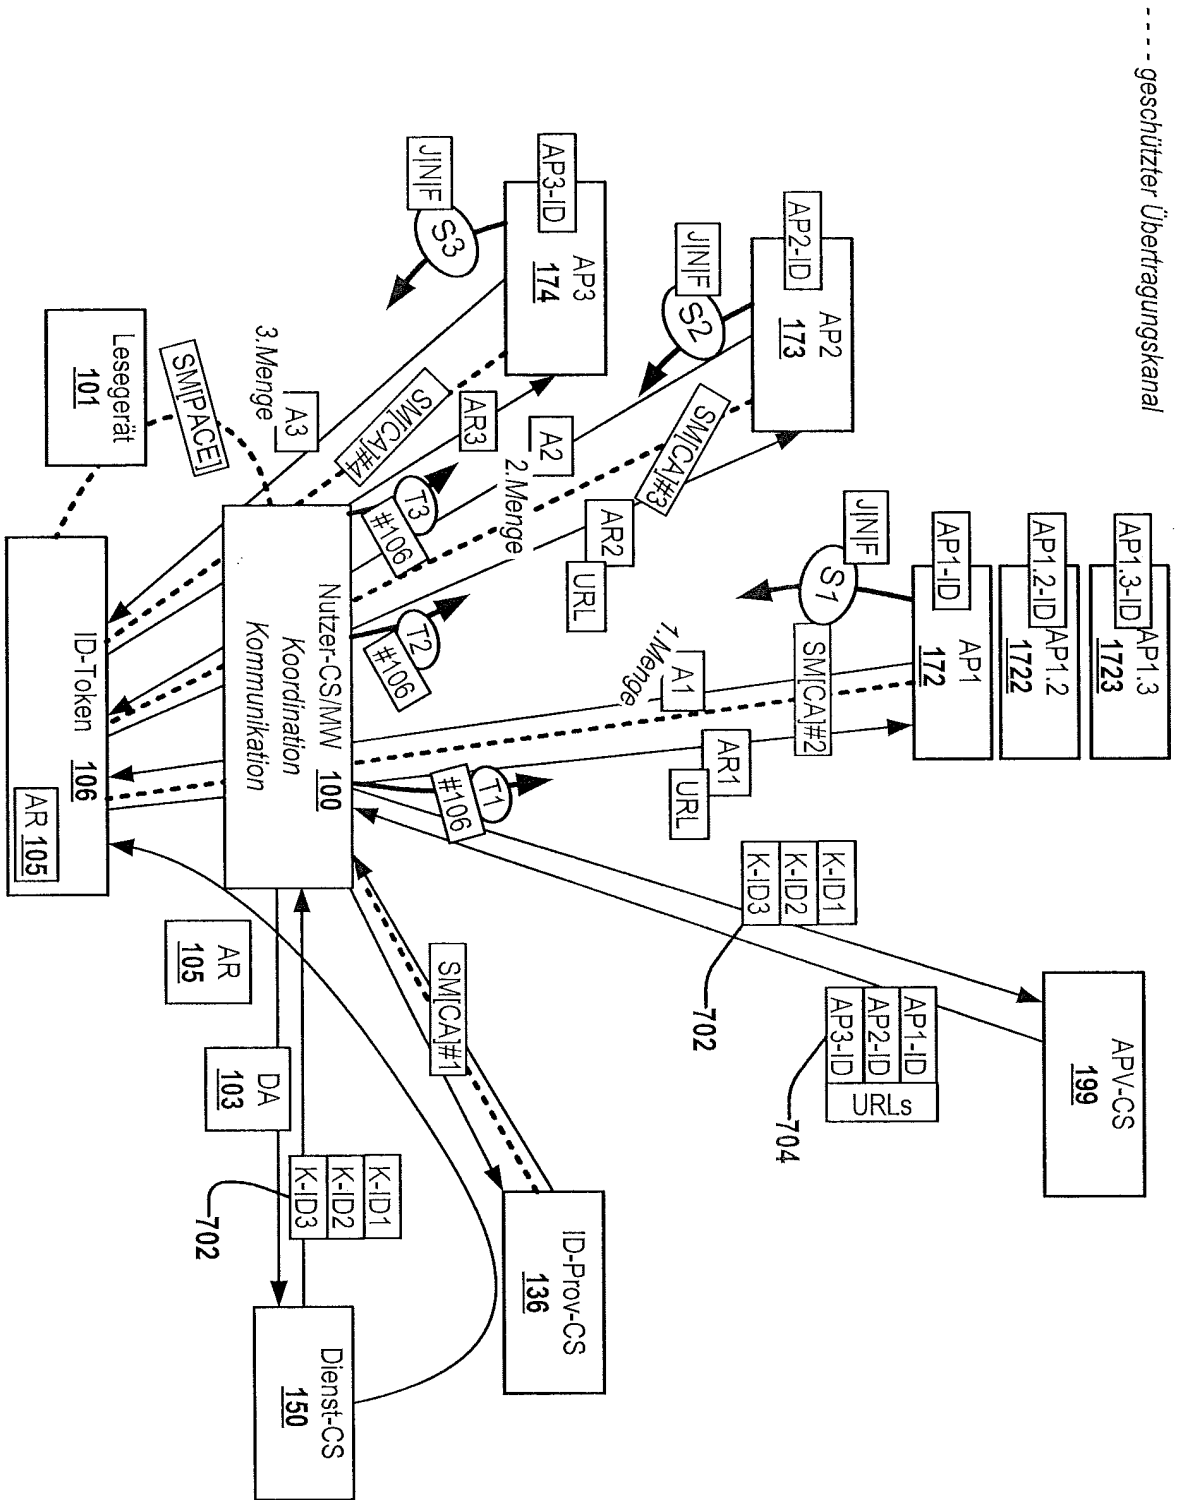 ---- geschützter Übertragungskanal
AP1.3-ID
AP1.3
1723
AP1.2-ID
AP1.2
1722
AP1-ID
AP1
172
J|N|F
S1
SM[CA]#2
A1
1.Menge
AR1
URL
T1
#106
AP2-ID
AP2
173
J|N|F
S2
SM[CA]#3
A2
2.Menge
AR2
URL
T2
#106
AP3-ID
AP3
174
J|N|F
S3
SM[CA]#4
A3
3.Menge
AR3
T3
#106
APV-CS
199
K-ID1
K-ID2
K-ID3
702
AP1-ID
AP2-ID
AP3-ID
URLs
704
Lesegerät
101
SM[PACE]
Nutzer-CS/MW 100
Koordination
Kommunikation
SM[CA]#1
ID-Prov-CS
136
ID-Token 106
AR 105
AR
105
DA
103
K-ID1
K-ID2
K-ID3
702
Dienst-CS
150